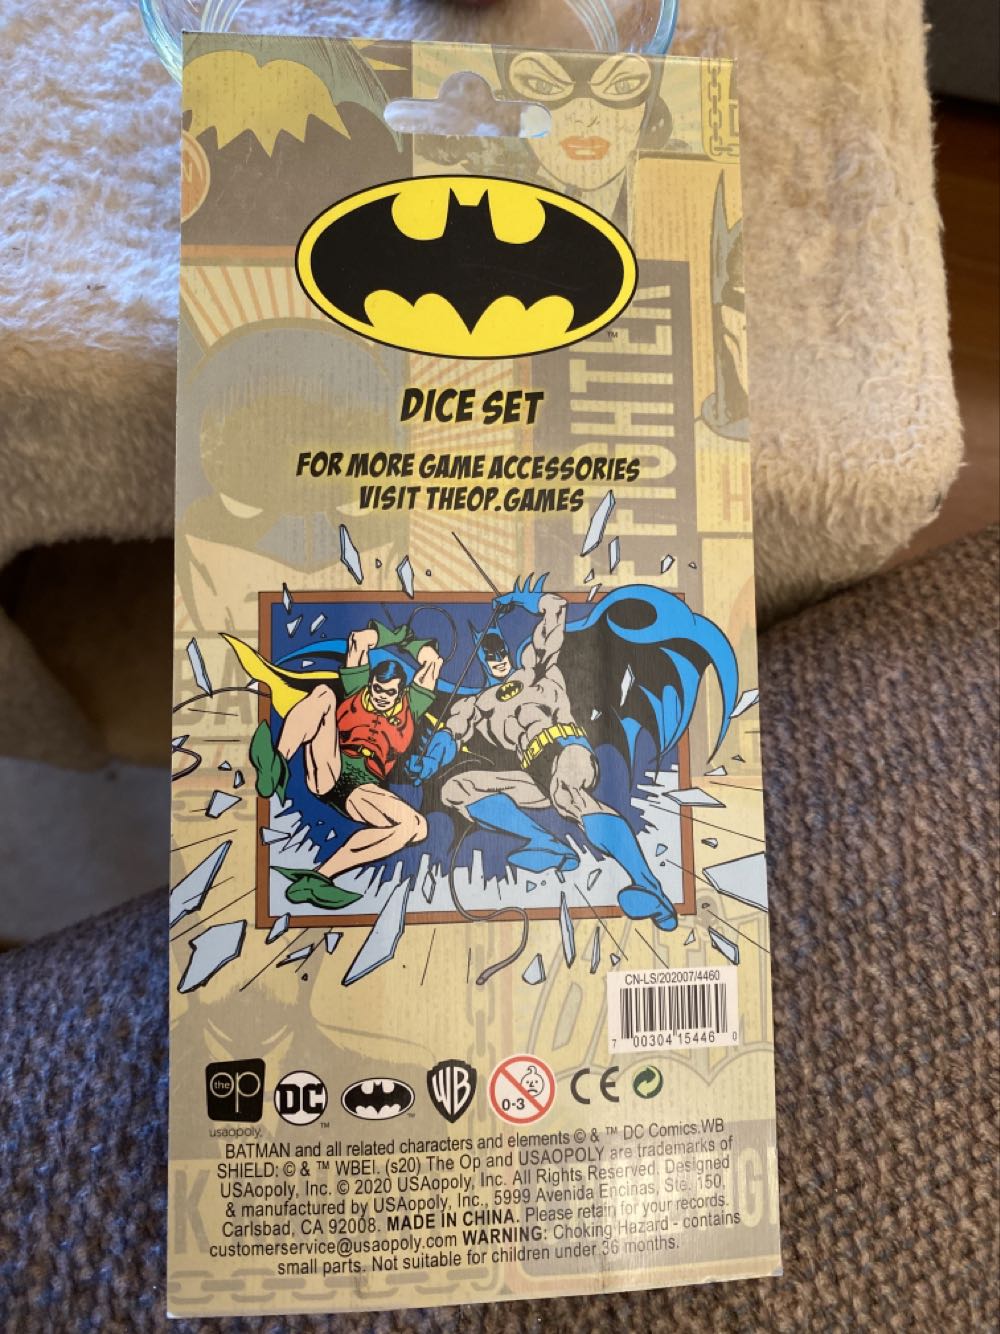 DICE SET
FOR MORE GAME ACCESSORIES
VISIT THEOP.GAMES
FIGHTER
CN-LS/202007/4460
7 00304 15446 0
the op
usaopoly
DC
TM
WB
0-3
CE
BATMAN and all related characters and elements © & ™ DC Comics.WB
SHIELD: © & ™ WBEI. (s20) The Op and USAOPOLY are trademarks of
USAopoly, Inc. © 2020 USAopoly, Inc. All Rights Reserved. Designed
& manufactured by USAopoly, Inc., 5999 Avenida Encinas, Ste. 150,
Carlsbad, CA 92008. MADE IN CHINA. Please retain for your records.
customerservice@usaopoly.com WARNING: Choking Hazard - contains
small parts. Not suitable for children under 36 months.